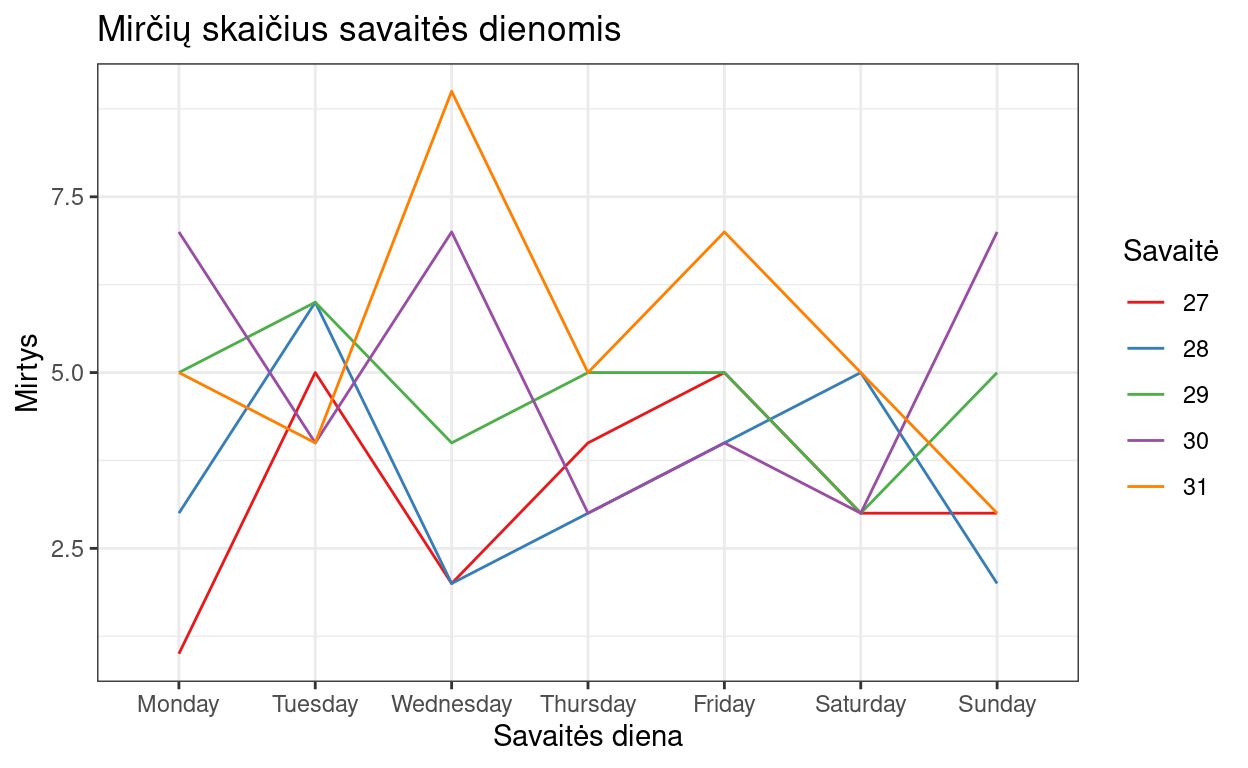 Mirčių skaičius savaitės dienomis
Mirtys
7.5
5.0
2.5
Monday Tuesday Wednesday Thursday Friday Saturday Sunday
Savaitės diena
Savaitė
27
28
29
30
31